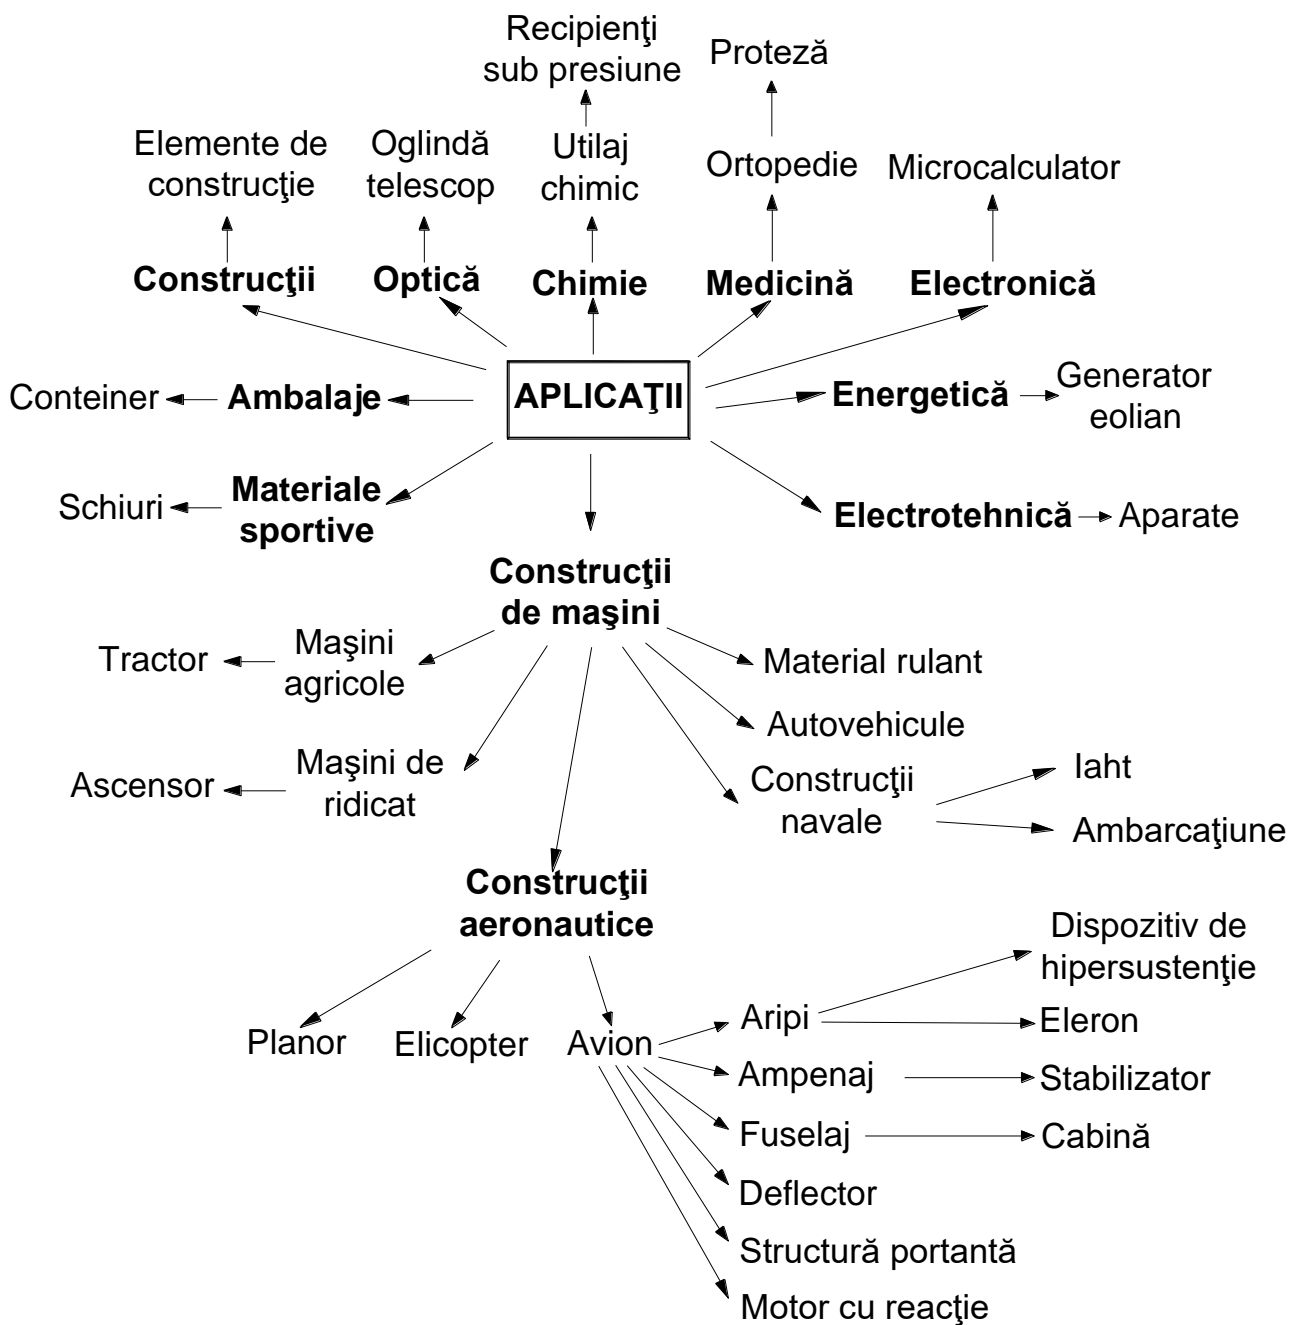 Recipienţi
sub presiune
Proteză
Elemente de
construcţie
Oglindă
telescop
Utilaj
chimic
Ortopedie
Microcalculator
Construcţii
Optică
Chimie
Medicină
Electronică
Conteiner
Ambalaje
APLICAŢII
Energetică
Generator
eolian
Schiuri
Materiale
sportive
Electrotehnică
Aparate
Construcţii
de maşini
Tractor
Maşini
agricole
Material rulant
Autovehicule
Ascensor
Maşini de
ridicat
Construcţii
navale
Iaht
Ambarcaţiune
Construcţii
aeronautice
Planor
Elicopter
Avion
Aripi
Dispozitiv de
hipersustenţie
Eleron
Ampenaj
Stabilizator
Fuselaj
Cabină
Deflector
Structură portantă
Motor cu reacţie